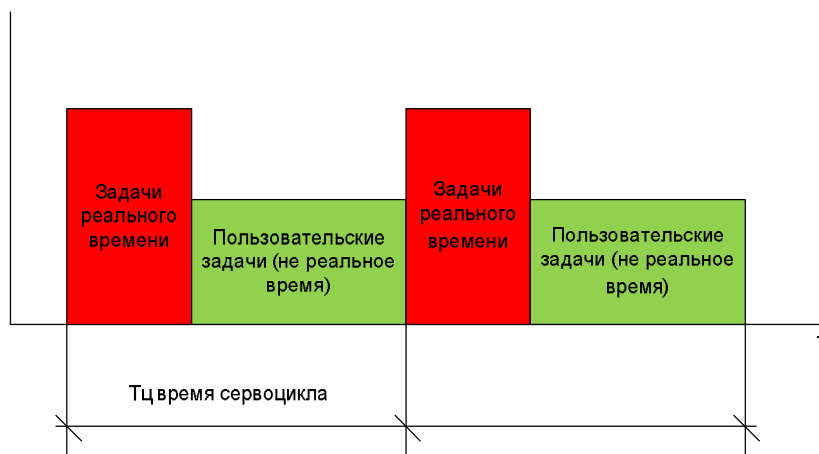 Задачи
реального
времени
Пользовательские
задачи (не реальное
время)
Задачи
реального
времени
Пользовательские
задачи (не реальное
время)
Тц время сервоцикла